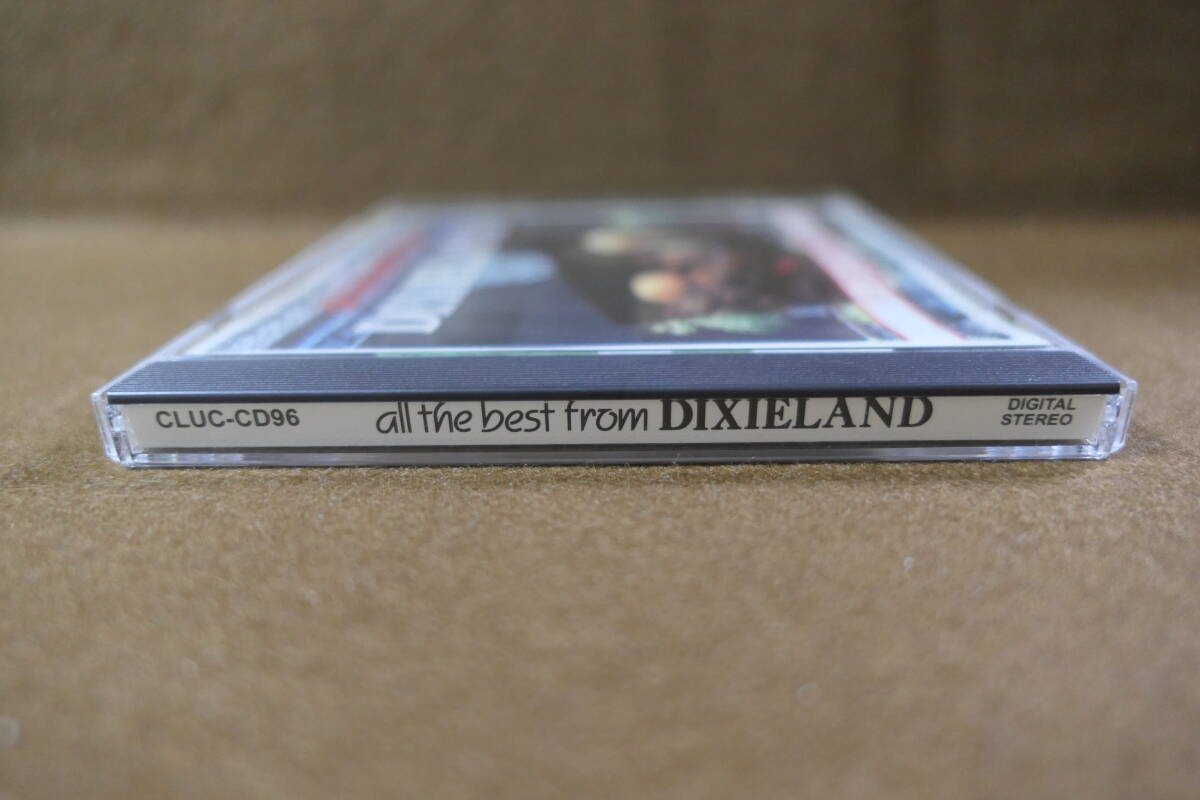 CLUC-CD96
all the best from DIXIELAND
DIGITAL
STEREO